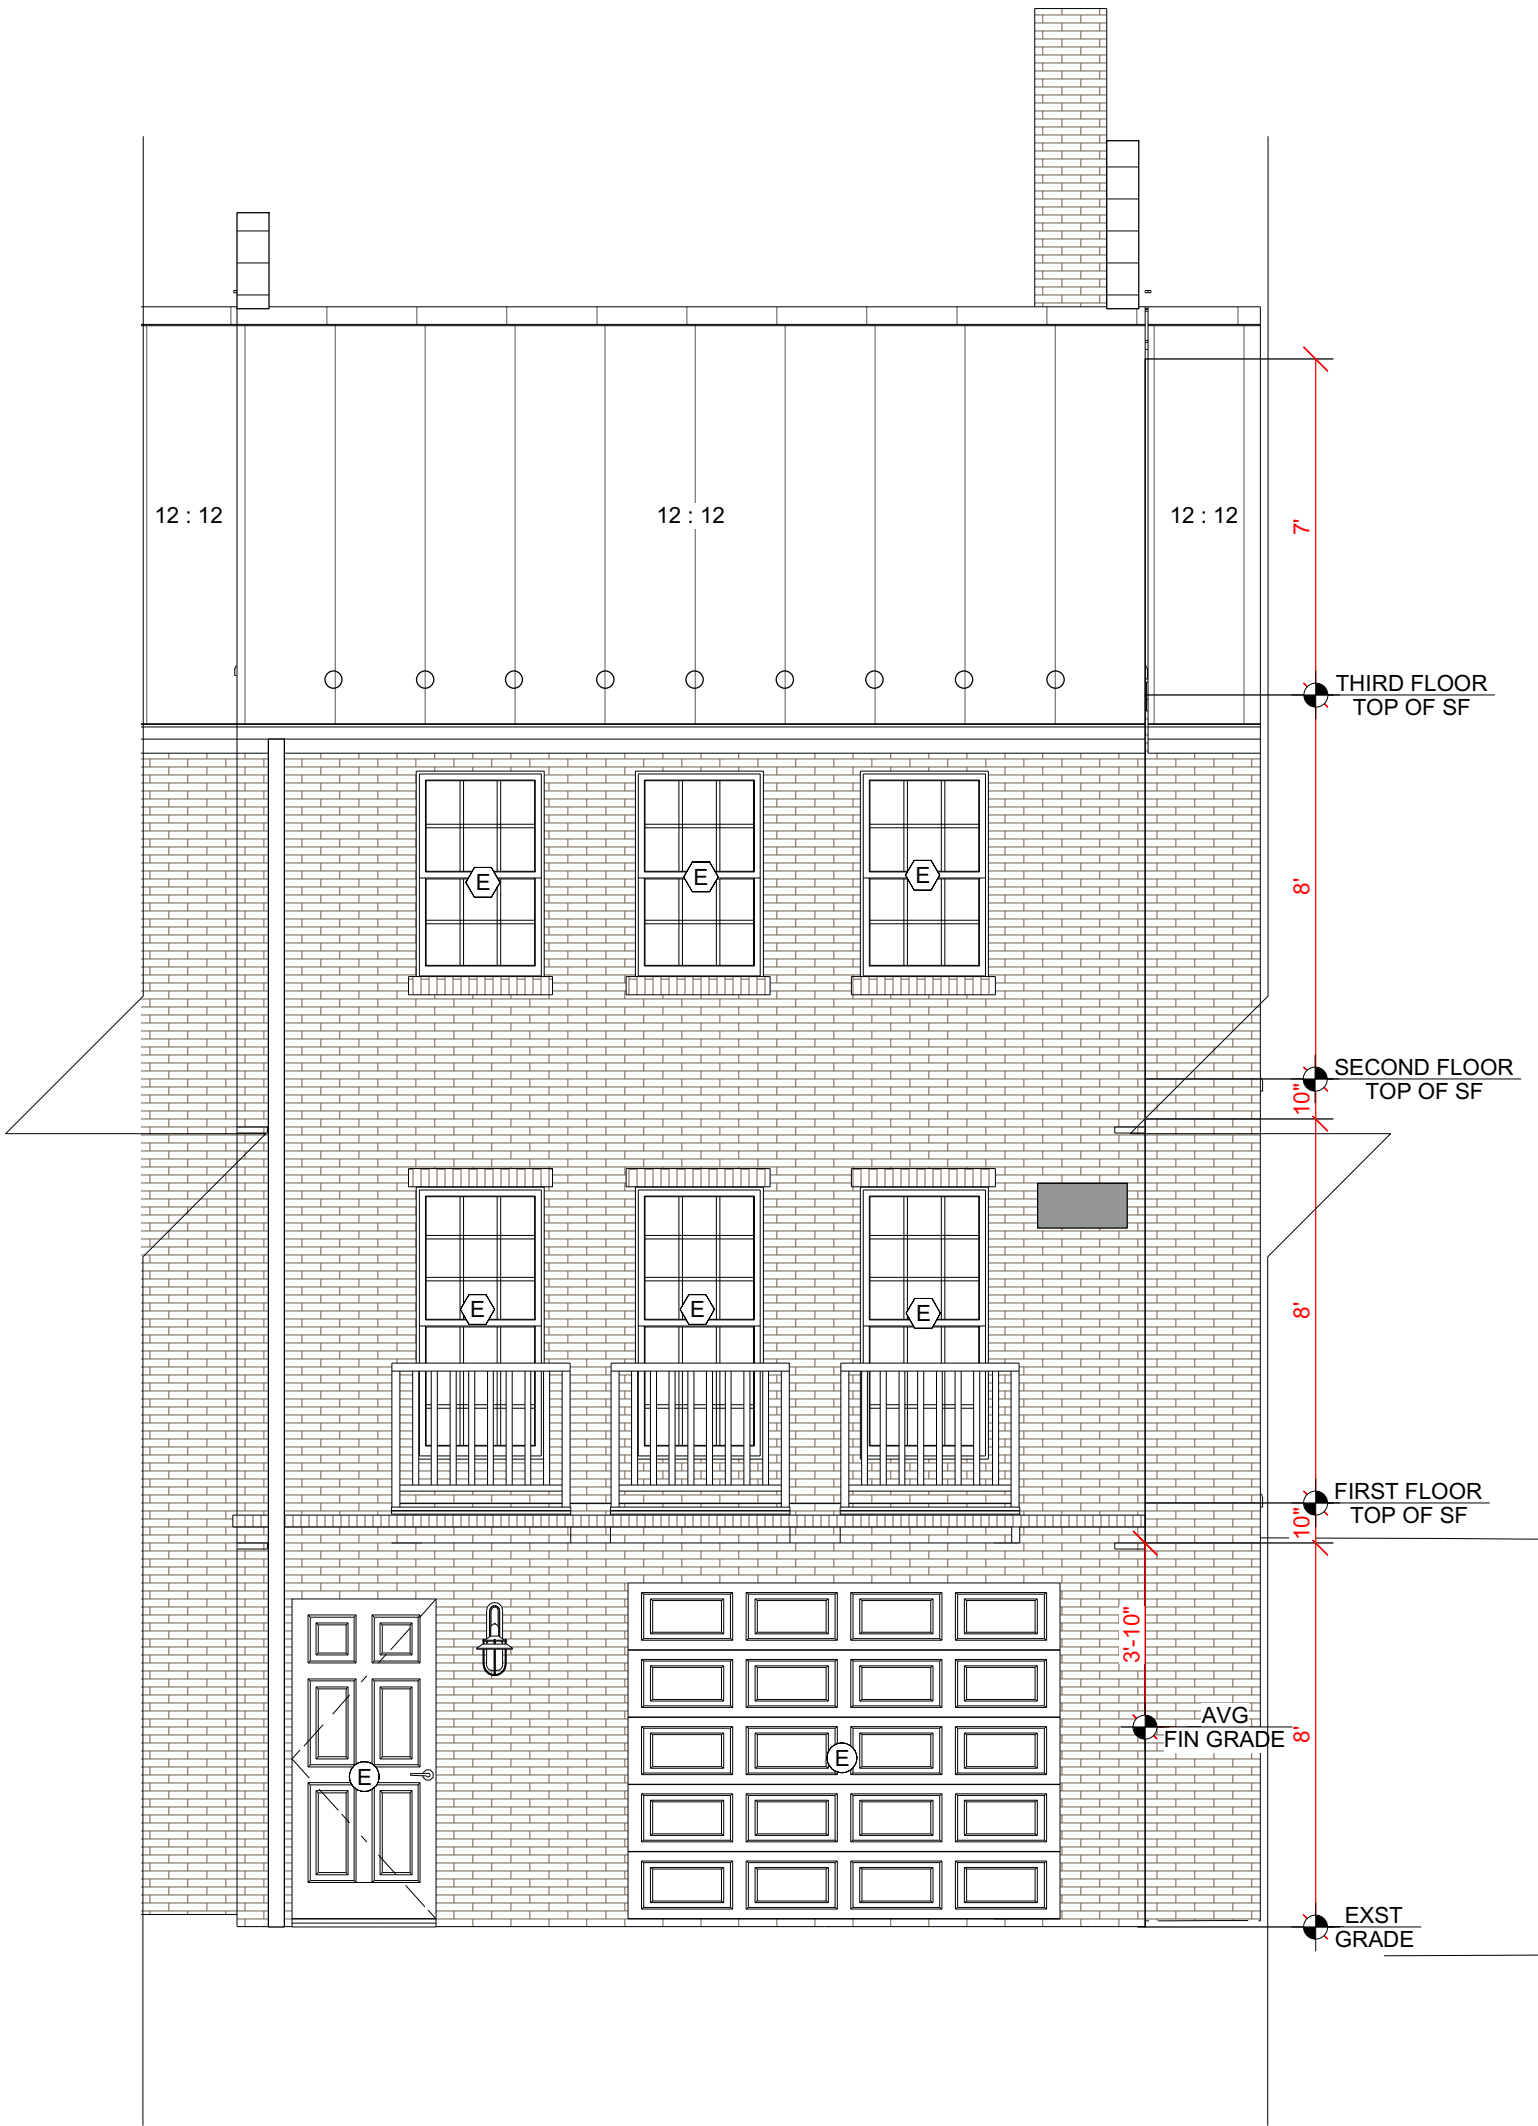 12 : 12
12 : 12
12 : 12
7'
THIRD FLOOR
TOP OF SF
E
E
E
8'
SECOND FLOOR
TOP OF SF
10"
E
E
E
8'
FIRST FLOOR
TOP OF SF
10"
3'-10"
AVG
FIN GRADE
8'
E
E
EXST
GRADE